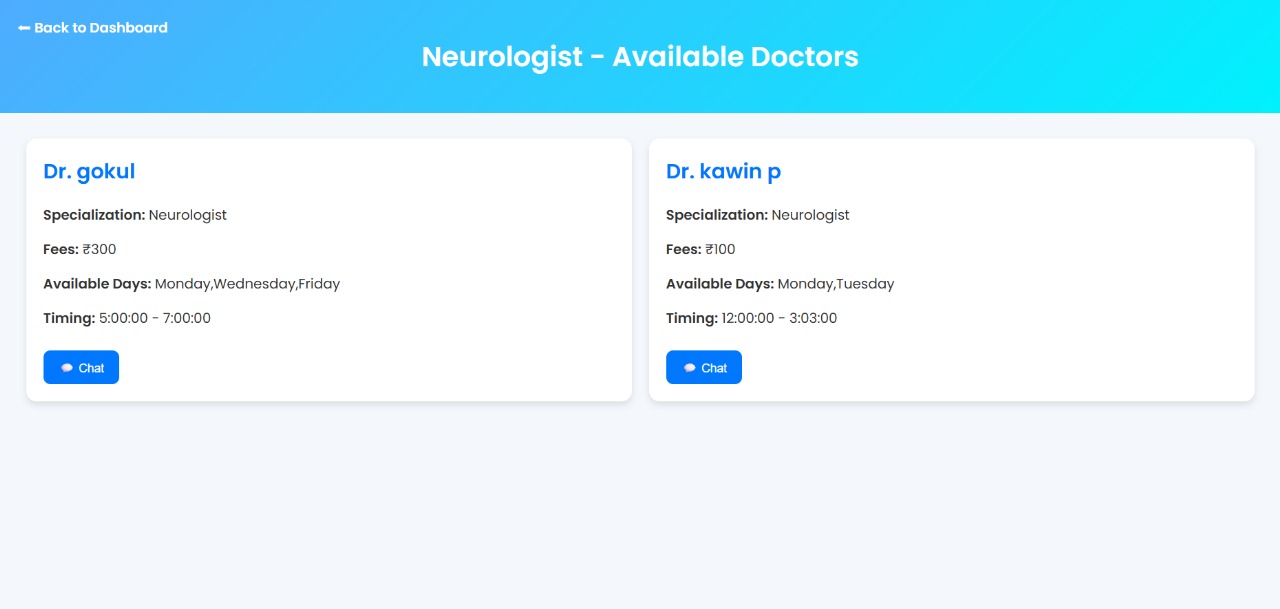 ⬅ Back to Dashboard
Neurologist - Available Doctors
Dr. gokul
Specialization: Neurologist
Fees: ₹300
Available Days: Monday,Wednesday,Friday
Timing: 5:00:00 - 7:00:00
💬 Chat
Dr. kawin p
Specialization: Neurologist
Fees: ₹100
Available Days: Monday,Tuesday
Timing: 12:00:00 - 3:03:00
💬 Chat